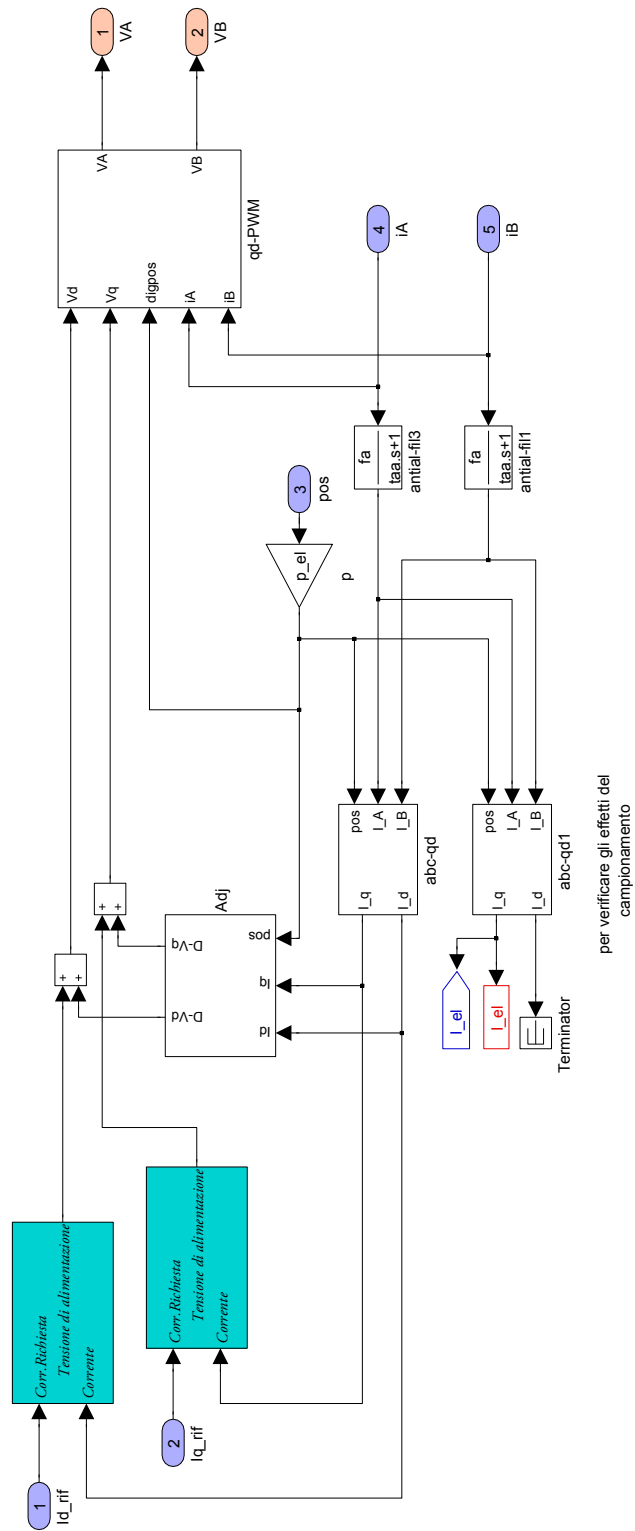 1
Id_rif
Corr.Richiesta
Tensione di alimentazione
Corrente
2
Iq_rif
Corr.Richiesta
Tensione di alimentazione
Corrente
+
+
+
+
Adj
D-Vd
D-Vq
Id
Iq
pos
Vd
Vq
digpos
iA
iB
VA
VB
qd-PWM
1
VA
2
VB
3
pos
p_el
p
4
iA
5
iB
fa
taa.s+1
antial-fil3
fa
taa.s+1
antial-fil1
I_q
I_d
pos
I_A
I_B
abc-qd
I_q
I_d
pos
I_A
I_B
abc-qd1
I_el
I_el
Terminator
per verificare gli effetti del
campionamento